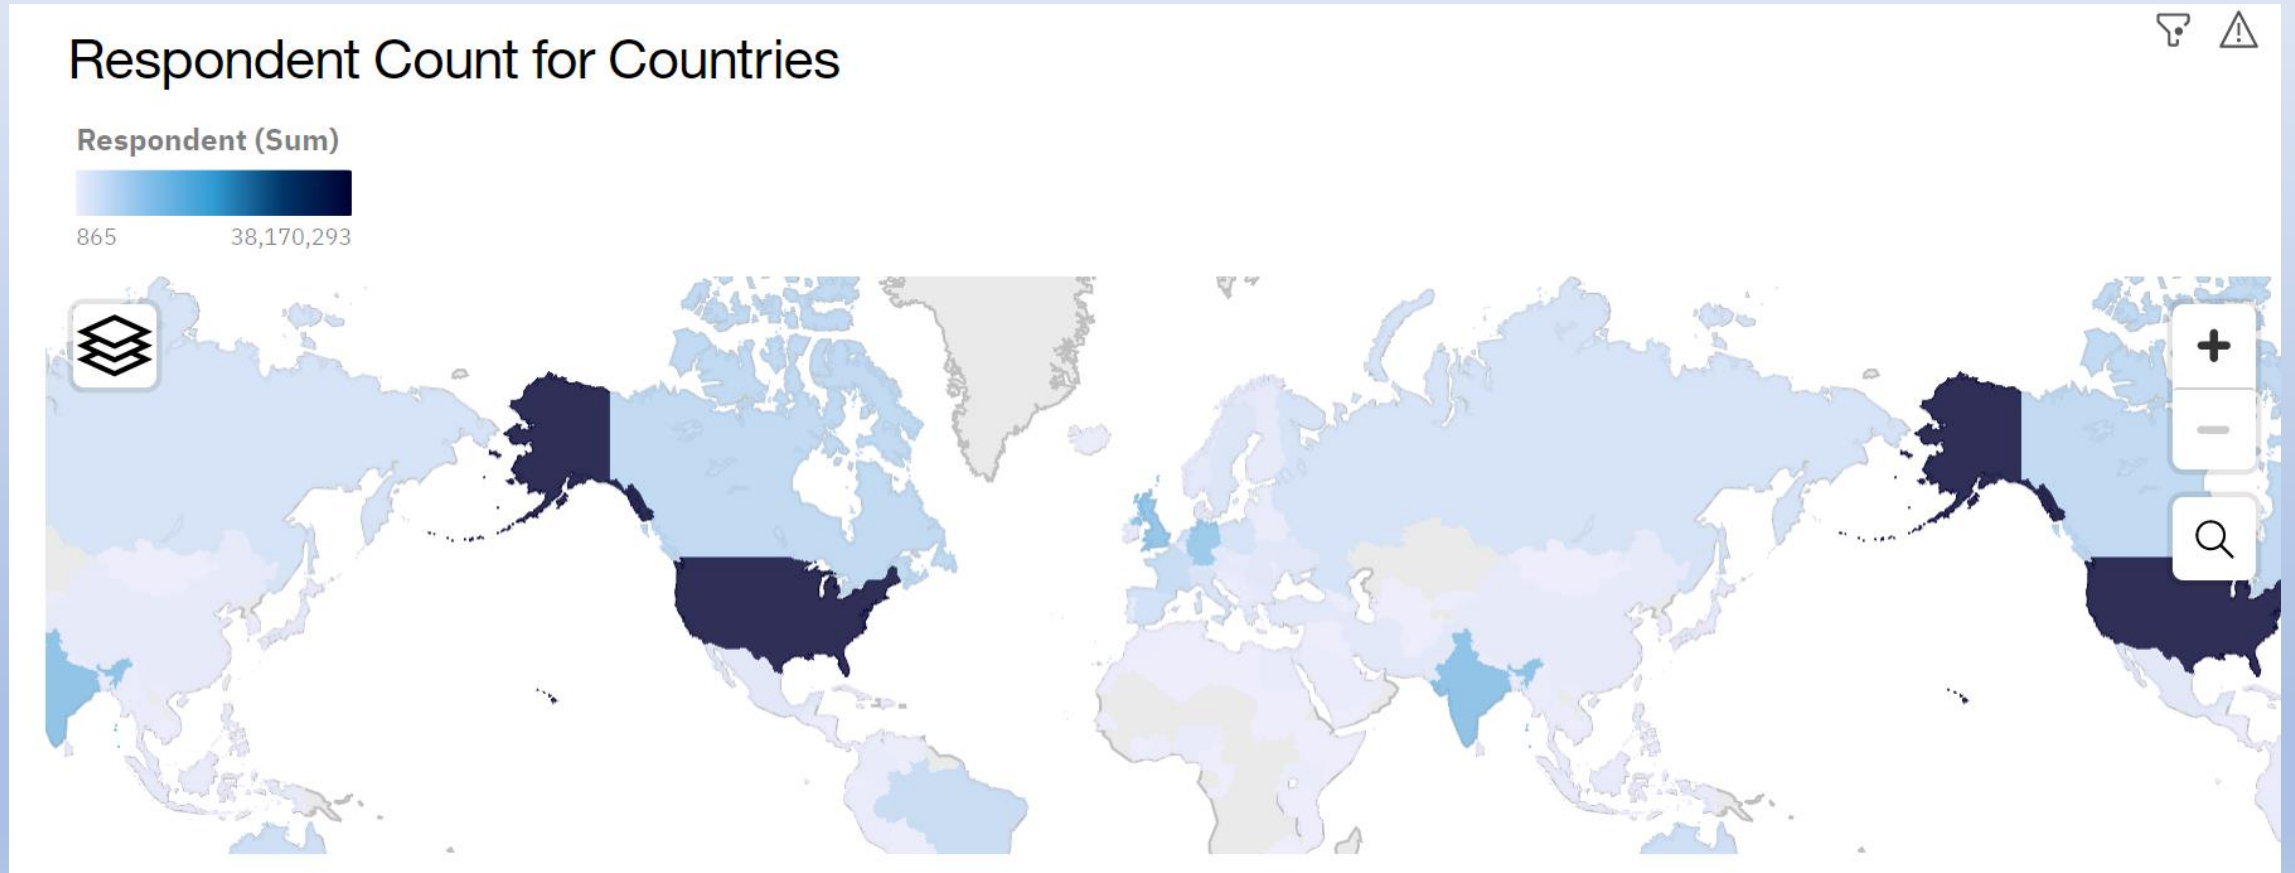 Respondent Count for Countries
Respondent (Sum)
865 38,170,293